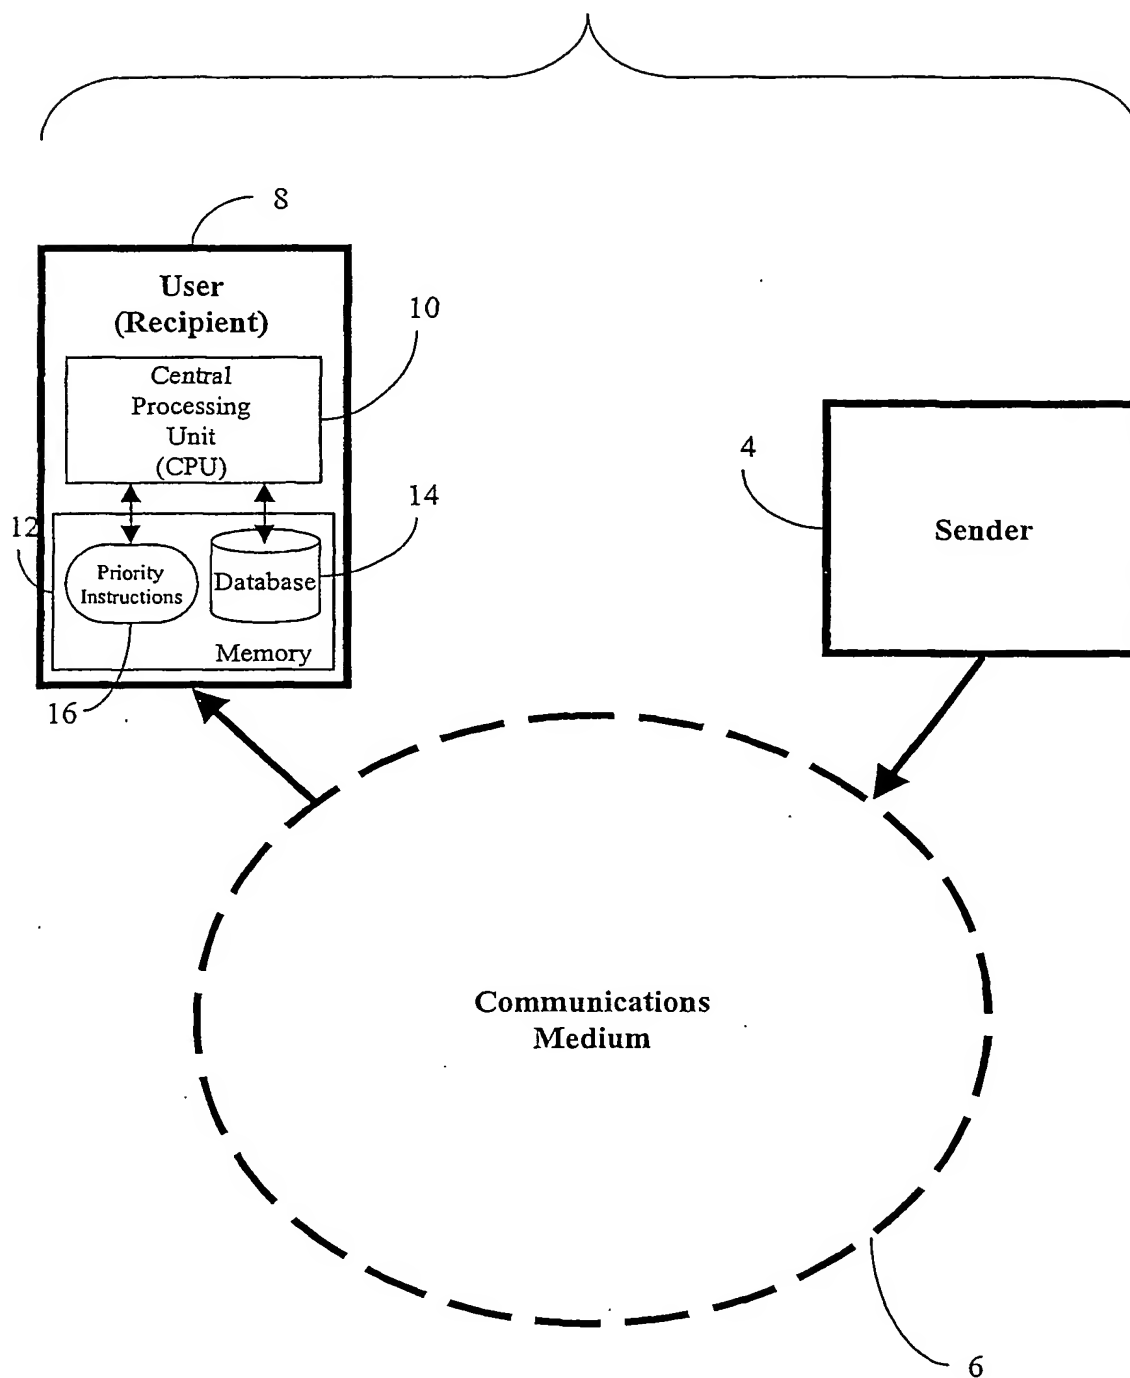 8
User
(Recipient)
10
Central
Processing
Unit
(CPU)
4
Sender
14
12
Priority
Instructions
Database
Memory
16
Communications
Medium
6